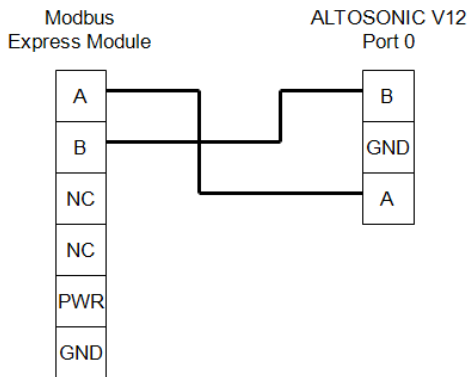 Modbus
Express Module
ALTOSONIC V12
Port 0
A
B
NC
NC
PWR
GND
B
GND
A